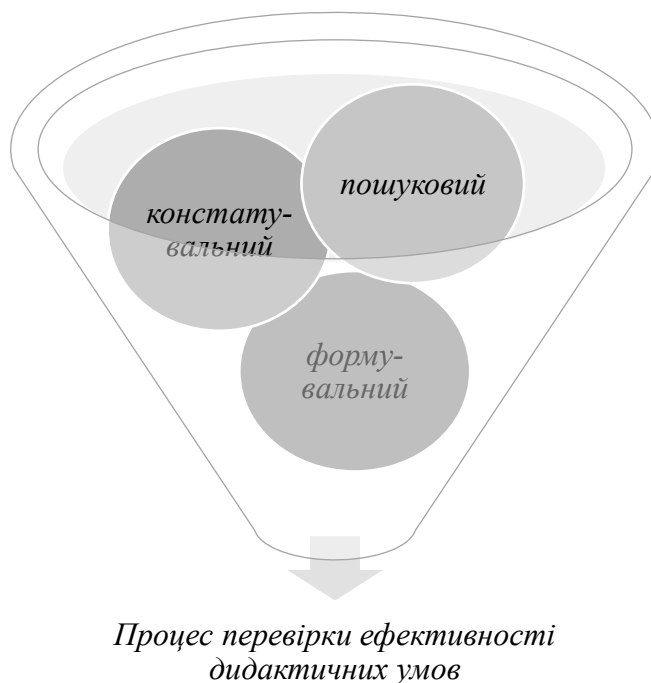 пошуковий
констату-
вальний
форму-
вальний
Процес перевірки ефективності
дидактичних умов